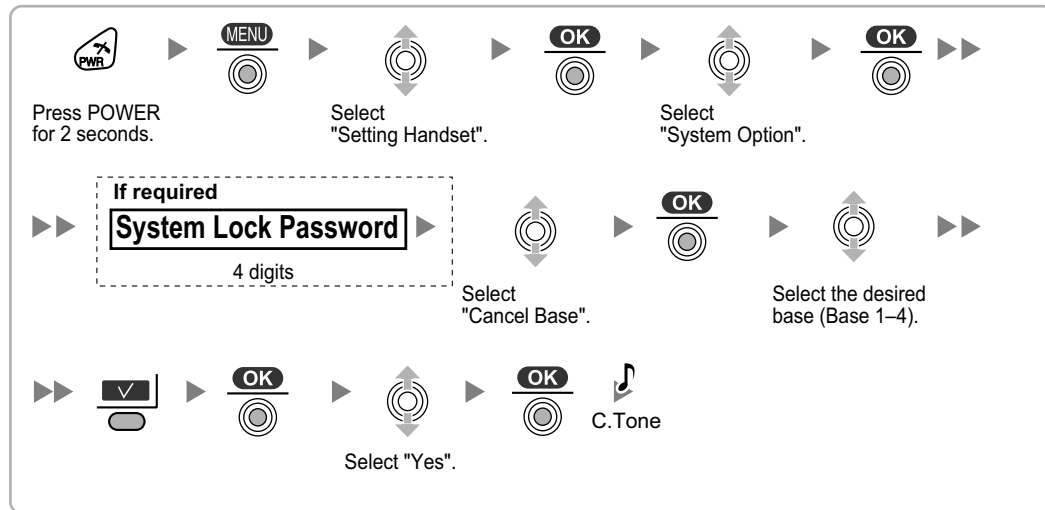 MENU
OK
OK
PWR
Press POWER
for 2 seconds.
Select
"Setting Handset".
Select
"System Option".
If required
System Lock Password
4 digits
OK
Select
"Cancel Base".
Select the desired
base (Base 1–4).
OK
OK
C.Tone
Select "Yes".